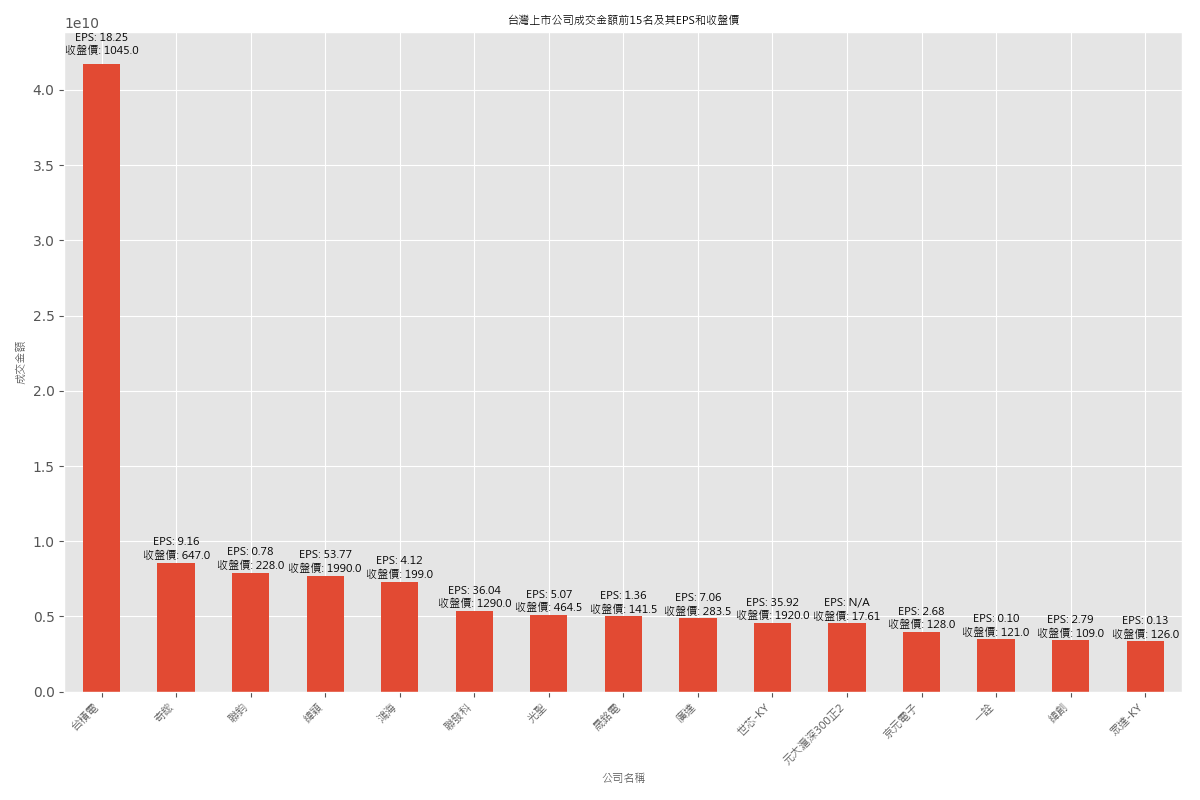 台灣上市公司成交金額前15名及其EPS和收盤價
1e10
4.0
3.5
3.0
2.5
2.0
1.5
1.0
0.5
0.0
成交金額
EPS: 18.25
收盤價: 1045.0
EPS: 9.16
收盤價: 647.0
EPS: 0.78
收盤價: 228.0
EPS: 53.77
收盤價: 1990.0
EPS: 4.12
收盤價: 199.0
EPS: 36.04
收盤價: 1290.0
EPS: 5.07
收盤價: 464.5
EPS: 1.36
收盤價: 141.5
EPS: 7.06
收盤價: 283.5
EPS: 35.92
收盤價: 1920.0
EPS: N/A
收盤價: 17.61
EPS: 2.68
收盤價: 128.0
EPS: 0.10
收盤價: 121.0
EPS: 2.79
收盤價: 109.0
EPS: 0.13
收盤價: 126.0
台積電
奇鋐
聯鈞
緯穎
鴻海
聯發科
光聖
晟銘電
廣達
世芯-KY
元大滬深300正2
京元電子
一詮
緯創
眾達-KY
公司名稱